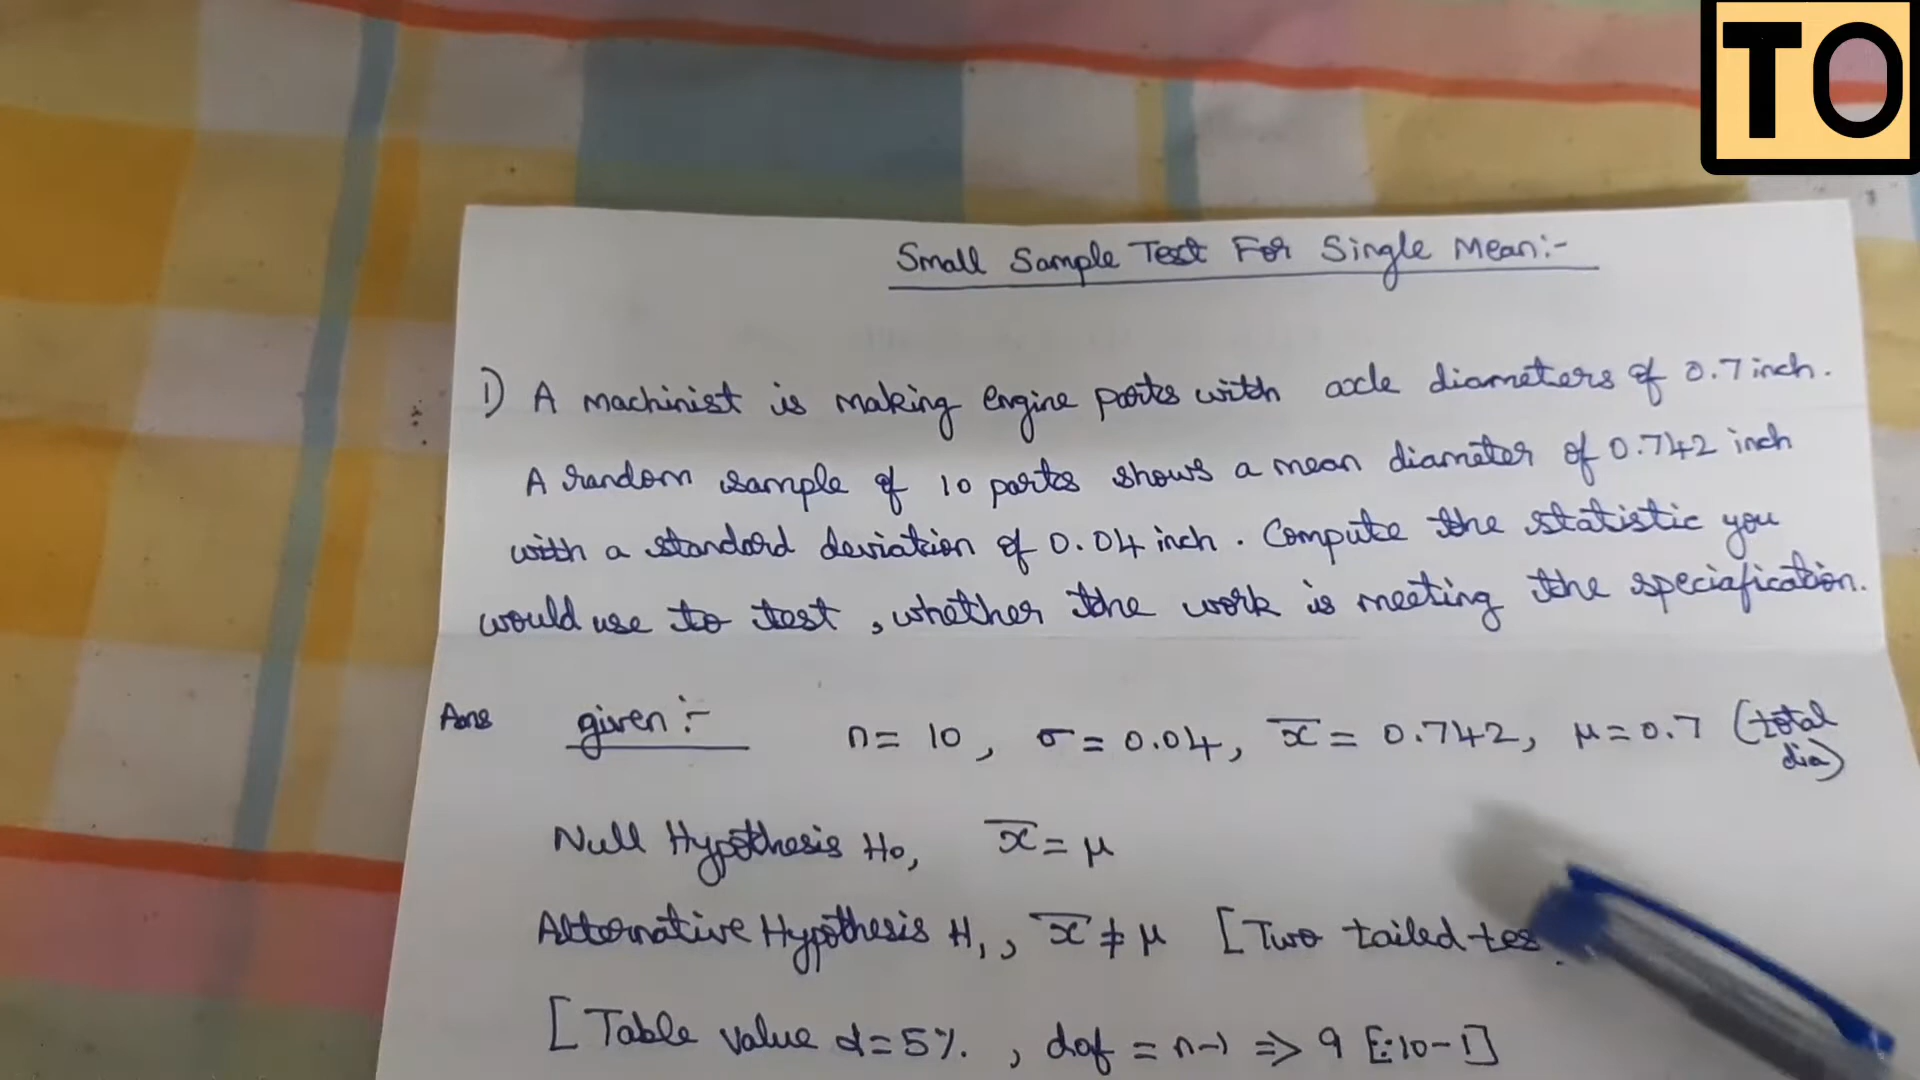 TO
Small Sample Test For Single Mean:-
1) A machinist is making engine parts with axle diameters of 0.7 inch.
A random sample of 10 parts shows a mean diameter of 0.742 inch
with a standard deviation of 0.04 inch. Compute the statistic you
would use to test, whether the work is meeting the speciafication.
Ans given:- n= 10, σ= 0.04, x̄= 0.742, μ=0.7 (total
dia)
Null Hypothesis H₀, x̄= μ
Alternative Hypothesis H₁, x̄ ≠ μ [Two tailed tes
[Table value α=5%, dof = n-1 => 9 [∵10-1]